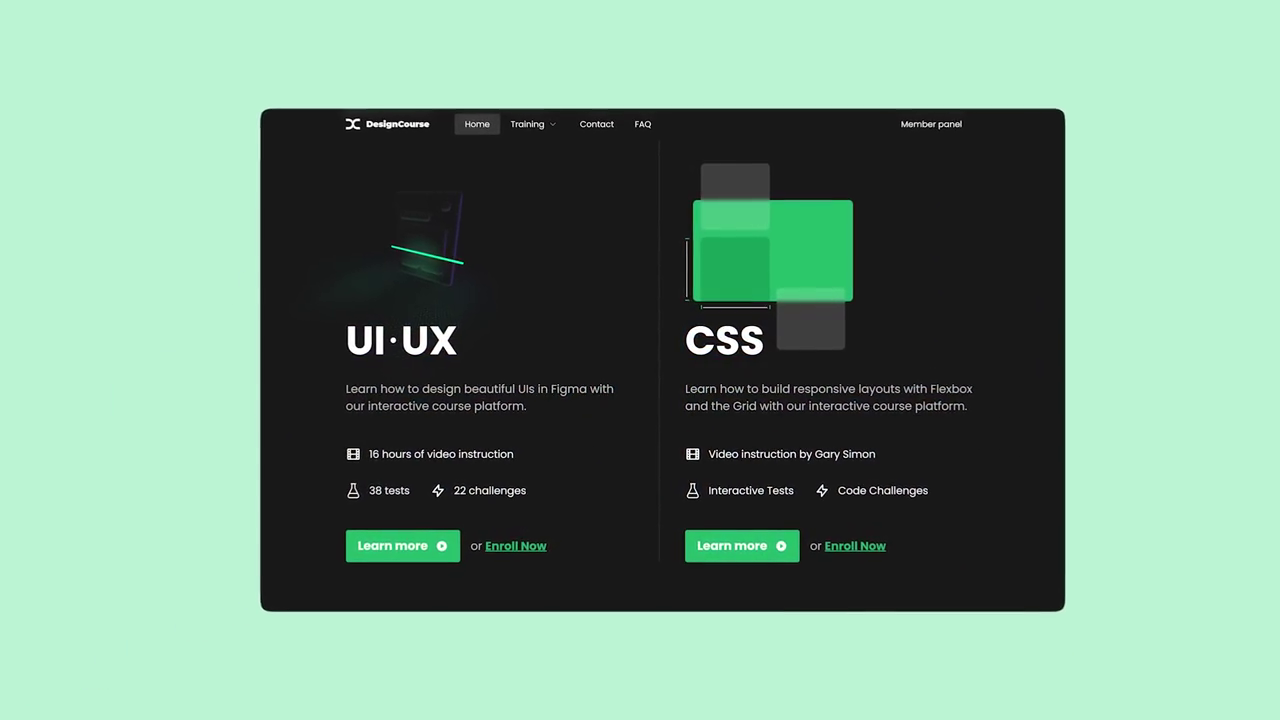 DesignCourse Home Training Contact FAQ Member panel
UI·UX
Learn how to design beautiful UIs in Figma with
our interactive course platform.
16 hours of video instruction
38 tests 22 challenges
Learn more or Enroll Now
CSS
Learn how to build responsive layouts with Flexbox
and the Grid with our interactive course platform.
Video instruction by Gary Simon
Interactive Tests Code Challenges
Learn more or Enroll Now